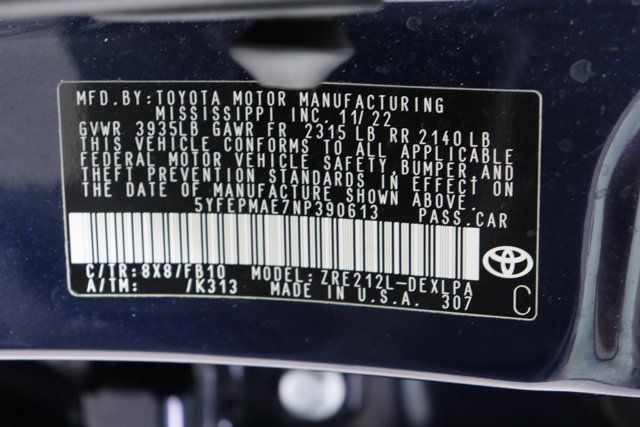 MFD.BY:TOYOTA MOTOR MANUFACTURING
MISSISSIPPI INC. 11/22
GVWR 3935LB GAWR FR 2315 LB RR 2140 LB
THIS VEHICLE CONFORMS TO ALL APPLICABLE
FEDERAL MOTOR VEHICLE SAFETY,BUMPER,AND
THEFT PREVENTION STANDARDS IN EFFECT ON
THE DATE OF MANUFACTURE SHOWN ABOVE.
5YFEPMAE7NP390613 PASS.CAR
C/TR:8X8/FB10 MODEL:ZRE212L-DEXLPA
A/TM: /K313 MADE IN U.S.A. 307
C